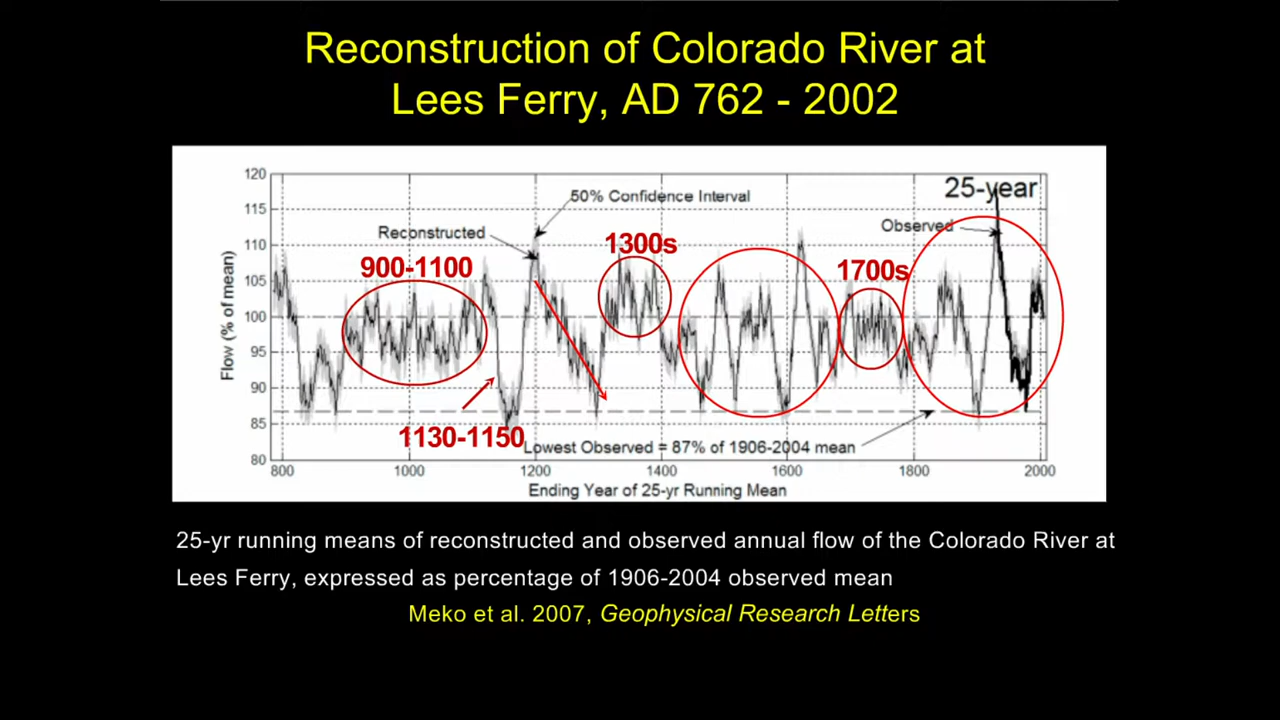 Reconstruction of Colorado River at
Lees Ferry, AD 762 - 2002
120
115
110
105
100
95
90
85
80
Flow (% of mean)
25-year
50% Confidence Interval
Observed
Reconstructed
1300s
900-1100
1700s
1130-1150
Lowest Observed = 87% of 1906-2004 mean
800 1000 1200 1400 1600 1800 2000
Ending Year of 25-yr Running Mean
25-yr running means of reconstructed and observed annual flow of the Colorado River at
Lees Ferry, expressed as percentage of 1906-2004 observed mean
Meko et al. 2007, Geophysical Research Letters